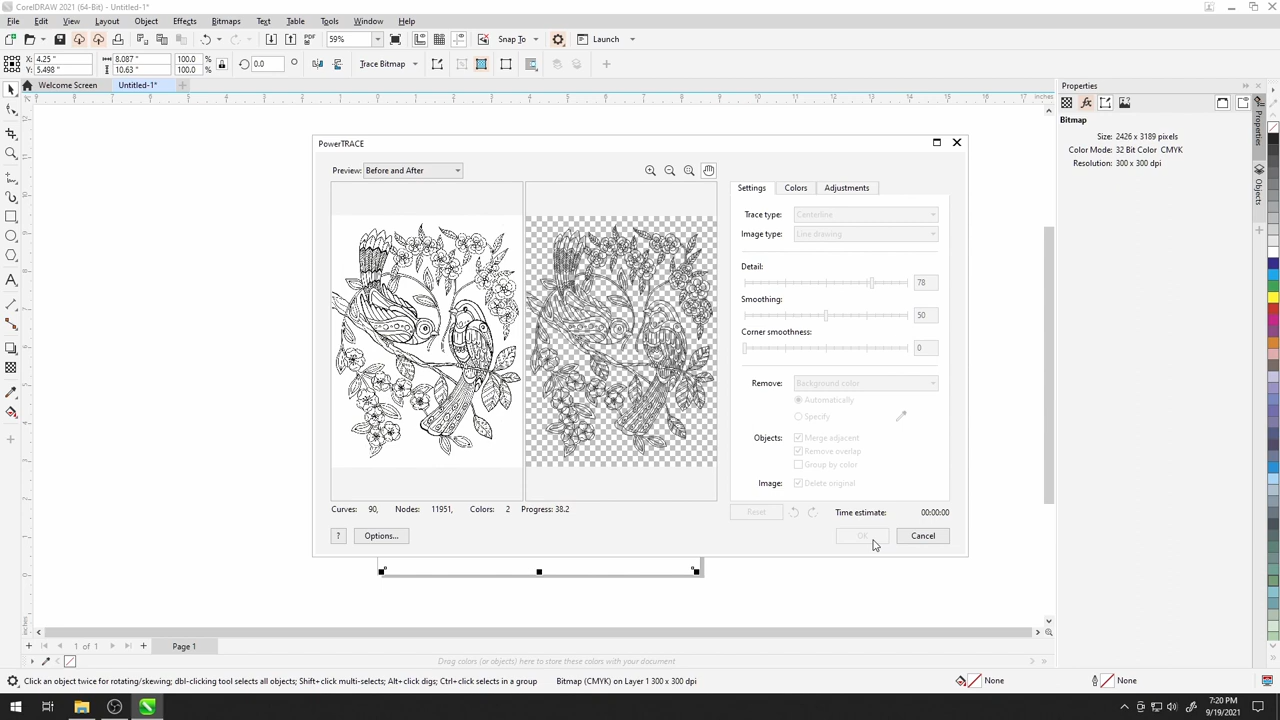 CorelDRAW 2021 (64-Bit) - Untitled-1*
File Edit View Layout Object Effects Bitmaps Text Table Tools Window Help
PDF 59% Snap To Launch
X: 4.25 " 8.087 " 100.0 %
Y: 5.498 " 10.63 " 100.0 % 0.0 ° Trace Bitmap
Welcome Screen Untitled-1*
inches
Properties
Bitmap
Size: 2426 x 3189 pixels
Color Mode: 32 Bit Color CMYK
Resolution: 300 x 300 dpi
Properties
Objects
PowerTRACE
Preview: Before and After
Settings Colors Adjustments
Trace type: Centerline
Image type: Line drawing
Detail: 78
Smoothing: 50
Corner smoothness: 0
Remove: Background color
Automatically
Specify
Objects: Merge adjacent
Remove overlap
Group by color
Image: Delete original
Curves: 90, Nodes: 11951, Colors: 2 Progress: 38.2
Reset Time estimate: 00:00:00
? Options... OK Cancel
1 of 1 Page 1
Drag colors (or objects) here to store these colors with your document
Click an object twice for rotating/skewing; dbl-clicking tool selects all objects; Shift+click multi-selects; Alt+click digs; Ctrl+click selects in a group Bitmap (CMYK) on Layer 1 300 x 300 dpi None None
7:20 PM
9/19/2021